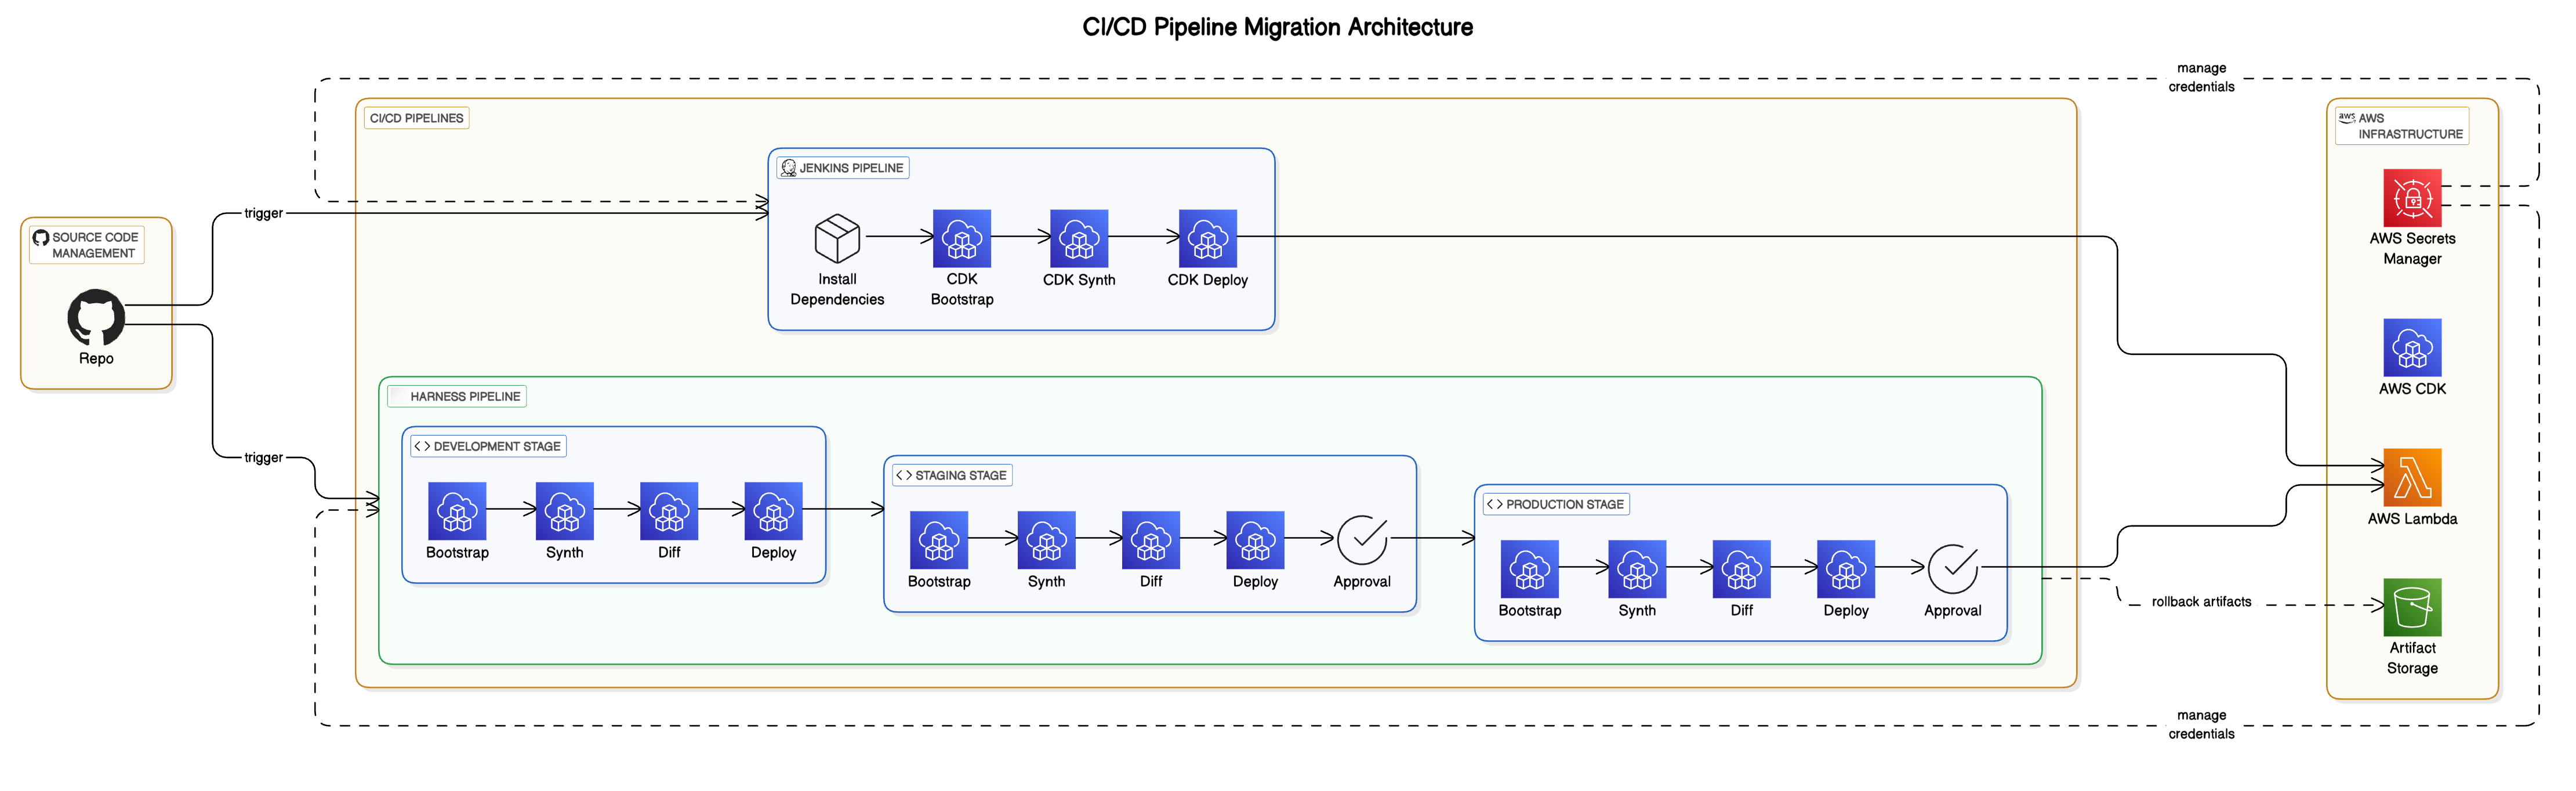 CI/CD Pipeline Migration Architecture
manage
credentials
CI/CD PIPELINES
aws
AWS
INFRASTRUCTURE
JENKINS PIPELINE
trigger
SOURCE CODE
MANAGEMENT
Repo
Install
Dependencies
CDK
Bootstrap
CDK Synth
CDK Deploy
AWS Secrets
Manager
AWS CDK
HARNESS PIPELINE
trigger
DEVELOPMENT STAGE
Bootstrap
Synth
Diff
Deploy
STAGING STAGE
Bootstrap
Synth
Diff
Deploy
Approval
PRODUCTION STAGE
Bootstrap
Synth
Diff
Deploy
Approval
AWS Lambda
rollback artifacts
Artifact
Storage
manage
credentials